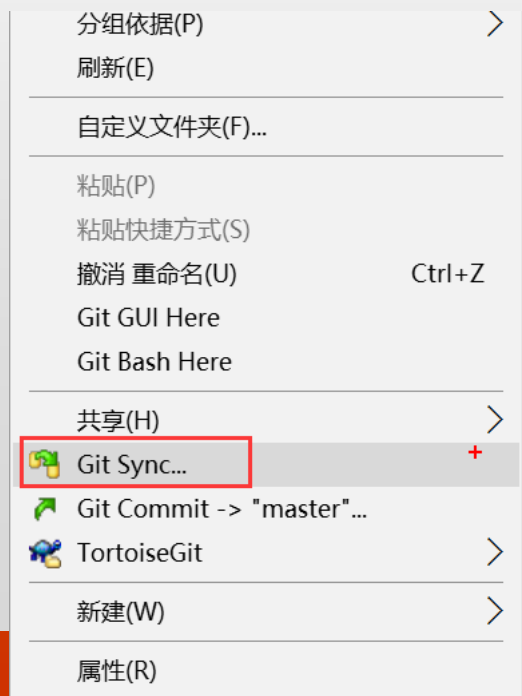 分组依据(P)
刷新(E)
自定义文件夹(F)...
粘贴(P)
粘贴快捷方式(S)
撤消 重命名(U) Ctrl+Z
Git GUI Here
Git Bash Here
共享(H)
Git Sync...
Git Commit -> "master"...
TortoiseGit
新建(W)
属性(R)